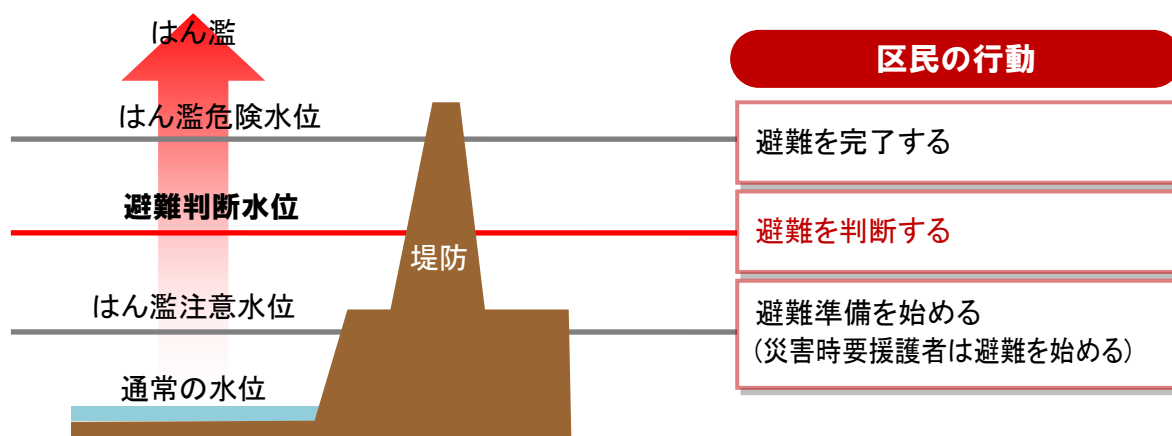 はん濫
区民の行動
はん濫危険水位
避難を完了する
避難判断水位
避難を判断する
堤防
はん濫注意水位
避難準備を始める
(災害時要援護者は避難を始める)
通常の水位